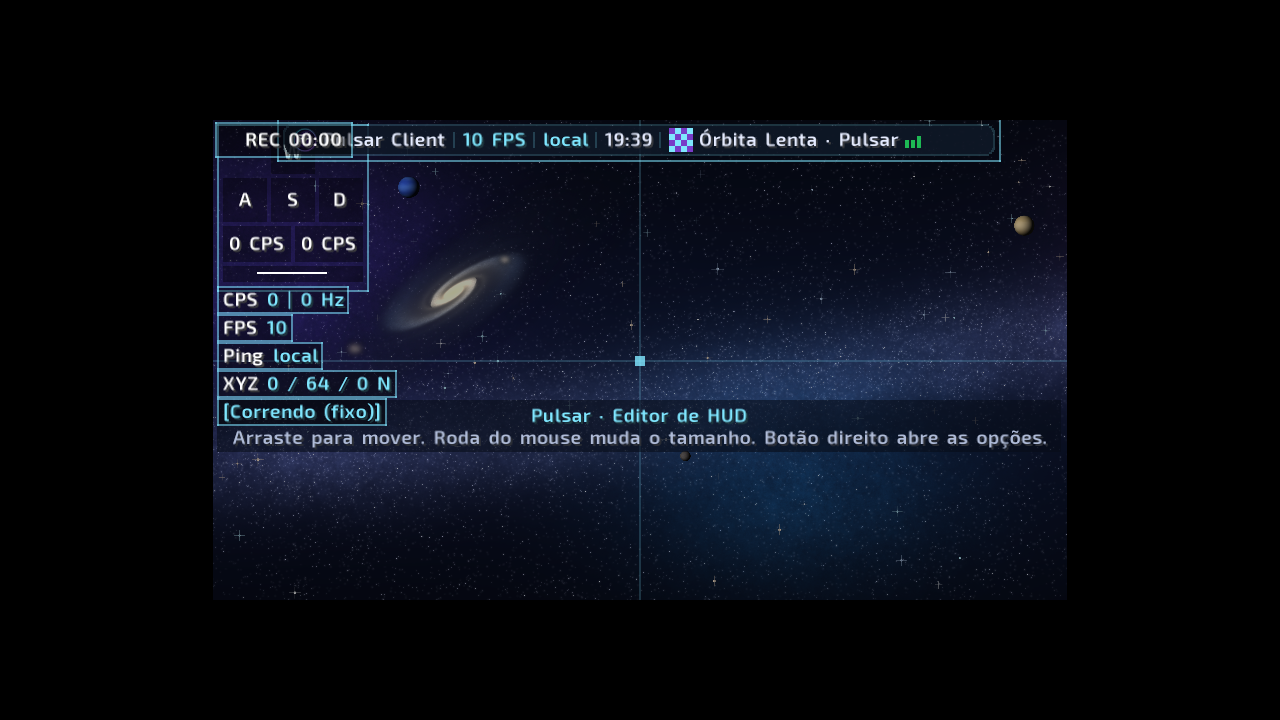 REC 00:00 Pulsar Client 10 FPS local 19:39 Órbita Lenta · Pulsar
A S D
0 CPS 0 CPS
CPS 0 | 0 Hz
FPS 10
Ping local
XYZ 0 / 64 / 0 N
[Correndo (fixo)]
Pulsar · Editor de HUD
Arraste para mover. Roda do mouse muda o tamanho. Botão direito abre as opções.